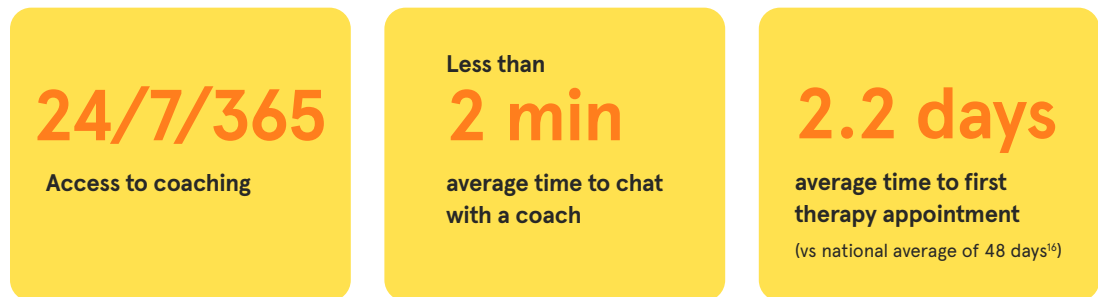 24/7/365
Access to coaching
Less than
2 min
average time to chat
with a coach
2.2 days
average time to first
therapy appointment
(vs national average of 48 days¹⁶)